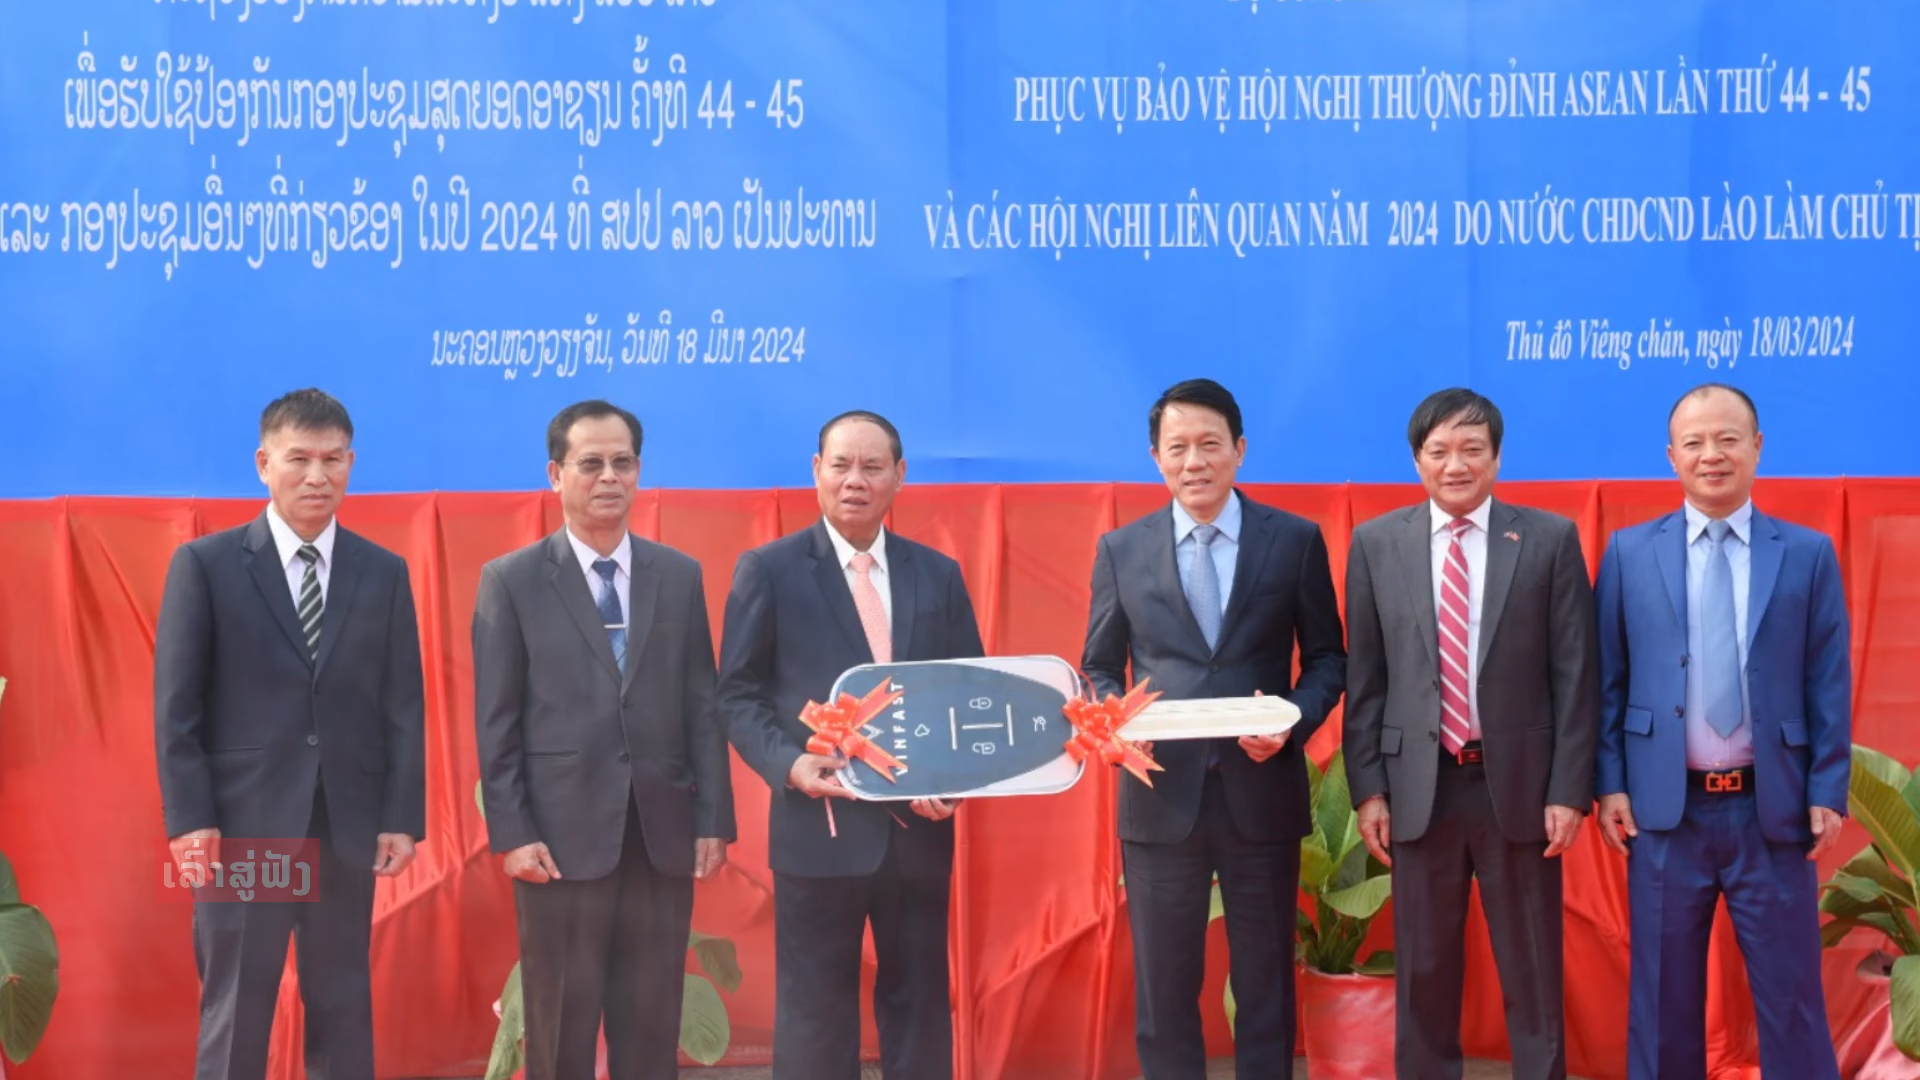 ເພື່ອຮັບໃຊ້ປ້ອງກັນກອງປະຊຸມສຸດຍອດອາຊຽນ ຄັ້ງທີ 44 - 45
ແລະ ກອງປະຊຸມອື່ນໆທີ່ກ່ຽວຂ້ອງ ໃນປີ 2024 ທີ່ ສປປ ລາວ ເປັນປະທານ
ນະຄອນຫຼວງວຽງຈັນ, ວັນທີ 18 ມີນາ 2024
PHỤC VỤ BẢO VỆ HỘI NGHỊ THƯỢNG ĐỈNH ASEAN LẦN THỨ 44 - 45
VÀ CÁC HỘI NGHỊ LIÊN QUAN NĂM 2024 DO NƯỚC CHDCND LÀO LÀM CHỦ
Thủ đô Viêng chăn, ngày 18/03/2024
VINFAST
ເລົ່າສູ່ຟັງ